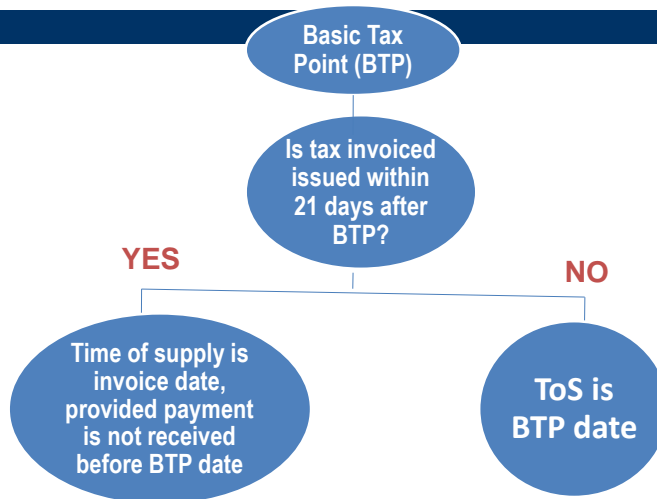 Basic Tax
Point (BTP)
Is tax invoiced
issued within
21 days after
BTP?
YES
NO
Time of supply is
invoice date,
provided payment
is not received
before BTP date
ToS is
BTP date